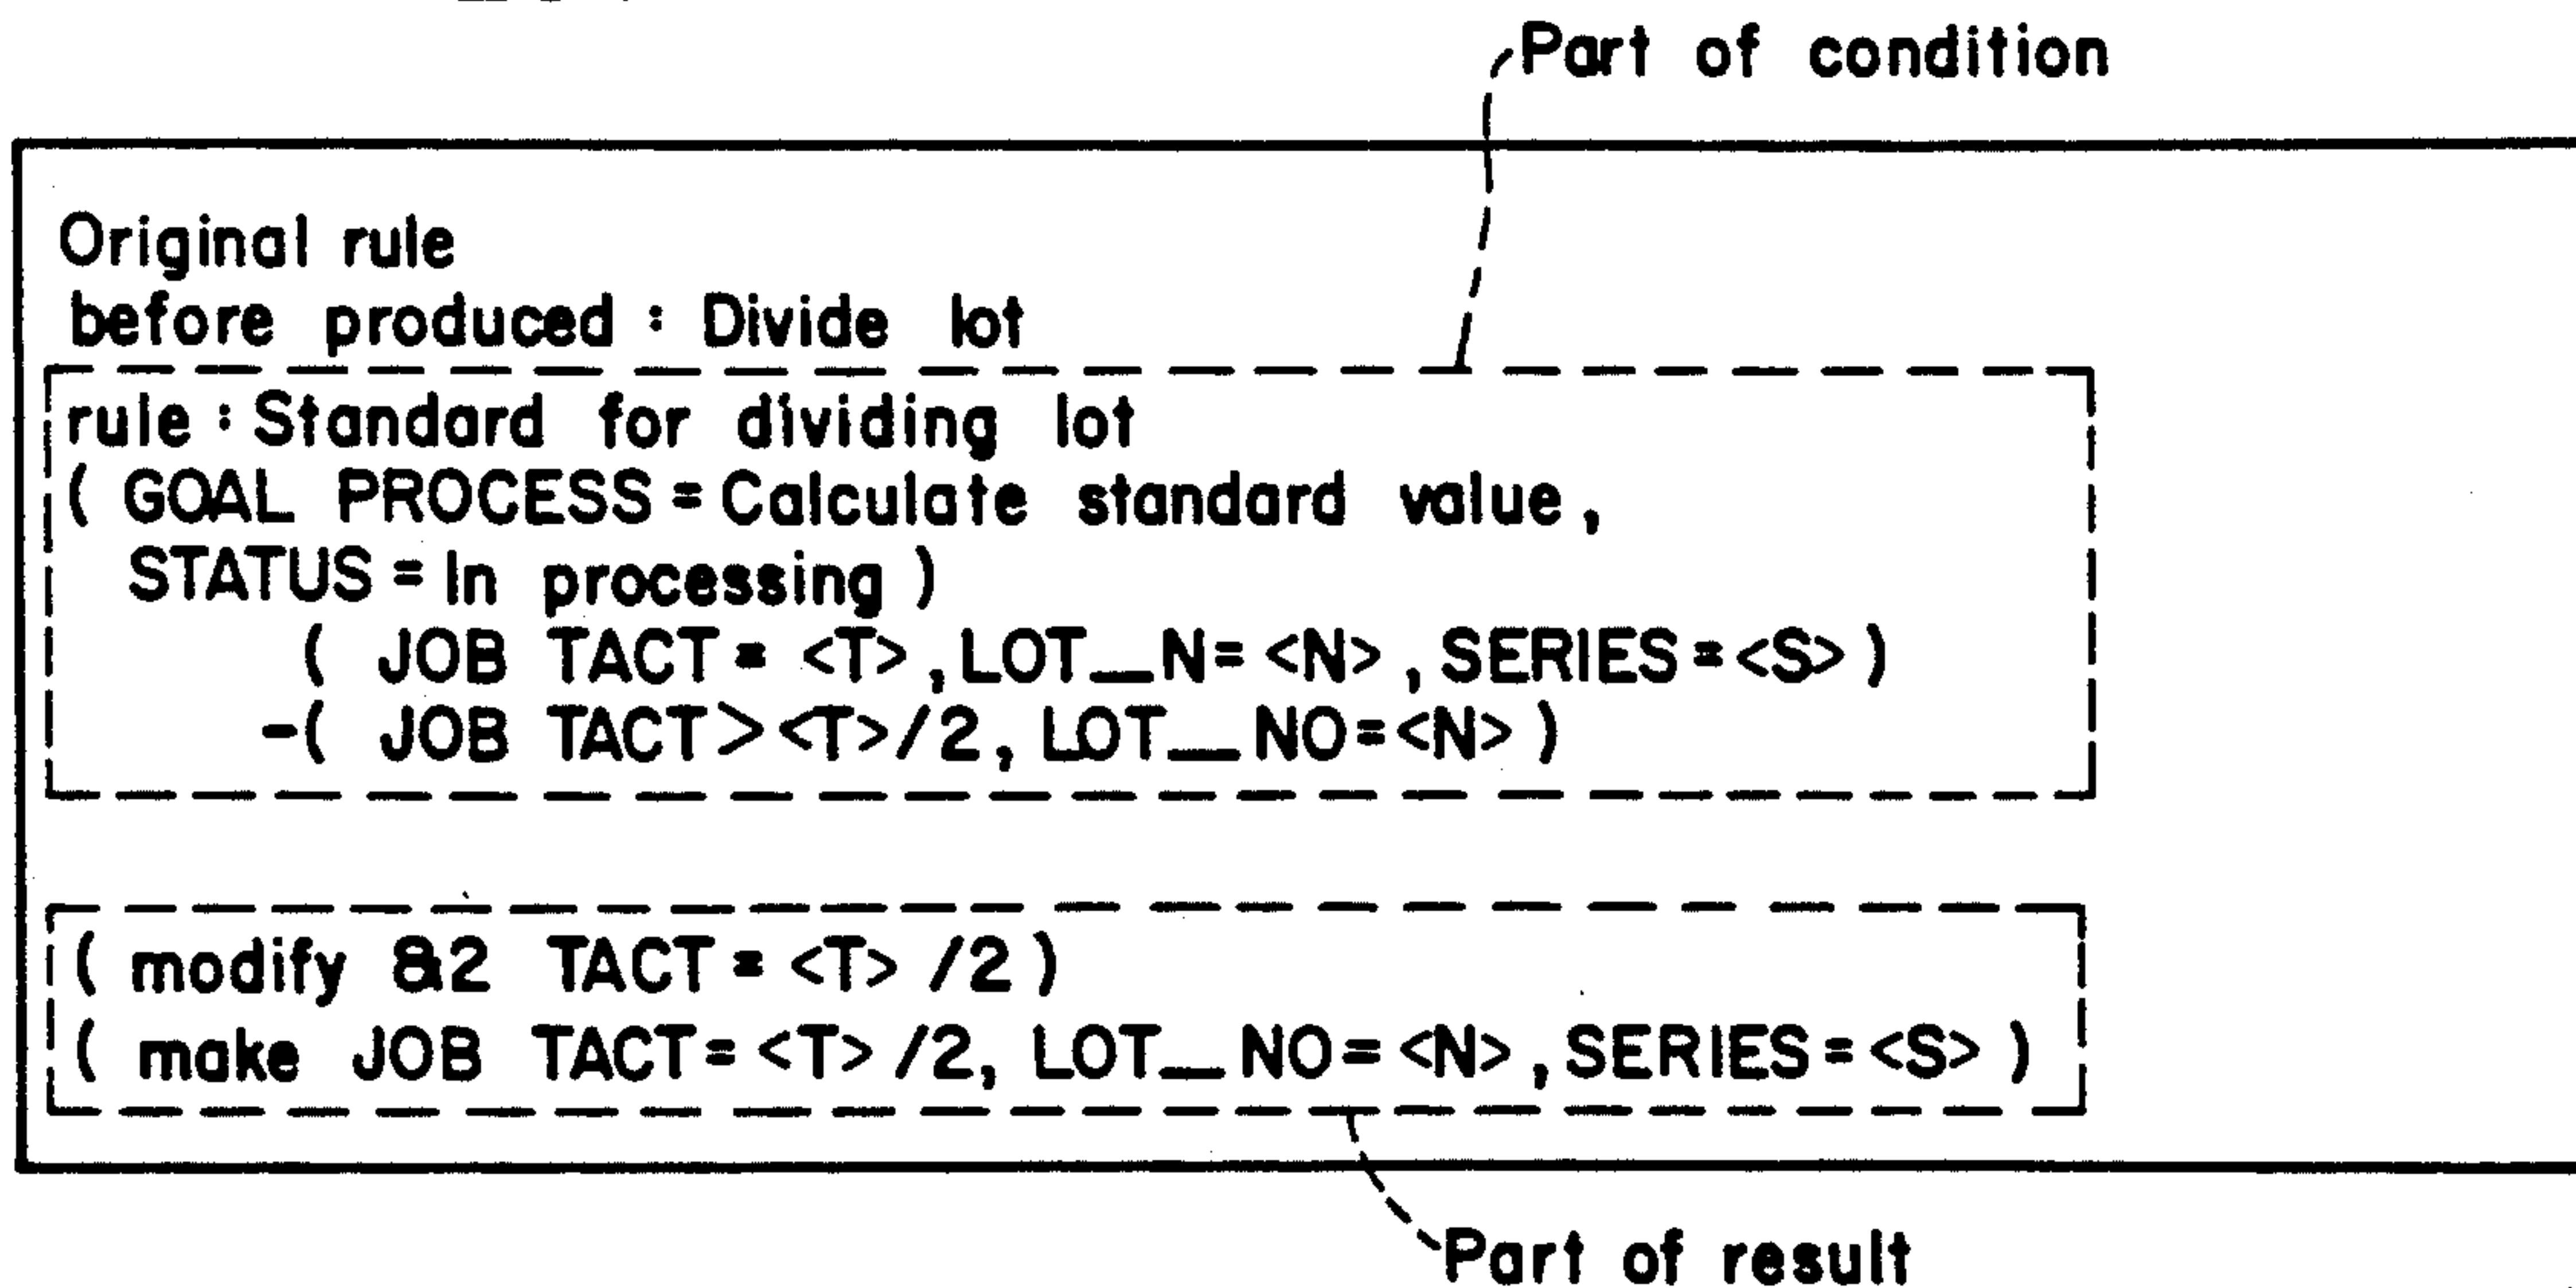 Part of condition
Original rule
before produced : Divide lot
rule : Standard for dividing lot
( GOAL PROCESS = Calculate standard value ,
STATUS = In processing )
( JOB TACT = <T> , LOT_N= <N> , SERIES = <S> )
-( JOB TACT > <T>/2, LOT_NO=<N> )
( modify &2 TACT = <T> /2 )
( make JOB TACT = <T> /2, LOT_NO= <N> , SERIES = <S> )
Part of result